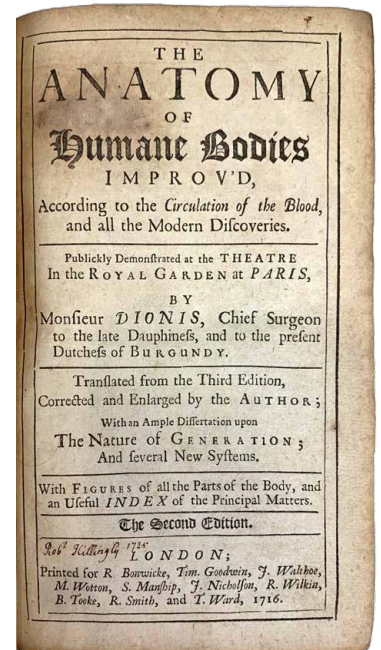 THE
ANATOMY
OF
Humane Bodies
IMPROV'D,
According to the Circulation of the Blood,
and all the Modern Discoveries.
Publickly Demonstrated at the THEATRE
In the ROYAL GARDEN at PARIS,
BY
Monsieur DIONIS, Chief Surgeon
to the late Dauphiness, and to the present
Dutchess of BURGUNDY.
Translated from the Third Edition,
Corrected and Enlarged by the AUTHOR;
With an Ample Dissertation upon
The Nature of GENERATION;
And several New Systems.
With FIGURES of all the Parts of the Body, and
an Useful INDEX of the Principal Matters.
The Second Edition.
Robt Killingly 1725
LONDON;
Printed for R. Bonwicke, Tim. Goodwin, J. Walthoe,
M. Wotton, S. Manship, J. Nicholson, R. Wilkin,
B. Tooke, R. Smith, and T. Ward, 1716.